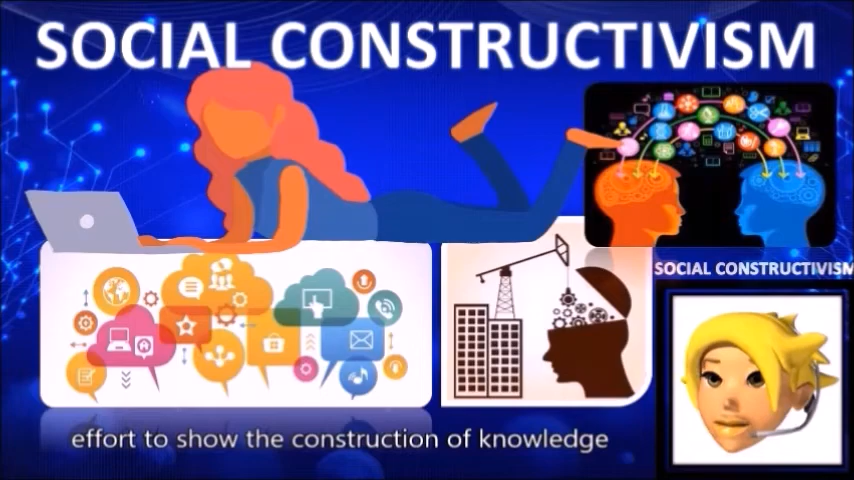 SOCIAL CONSTRUCTIVISM
SOCIAL CONSTRUCTIVISM
effort to show the construction of knowledge